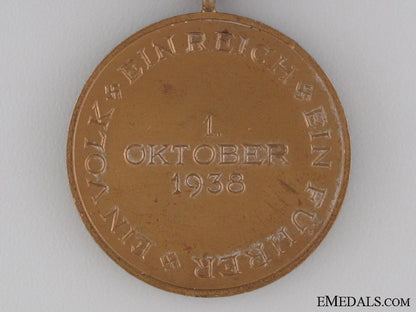 EIN VOLK EIN REICH EIN FÜHRER
1.
OKTOBER
1938
EMEDALS.COM